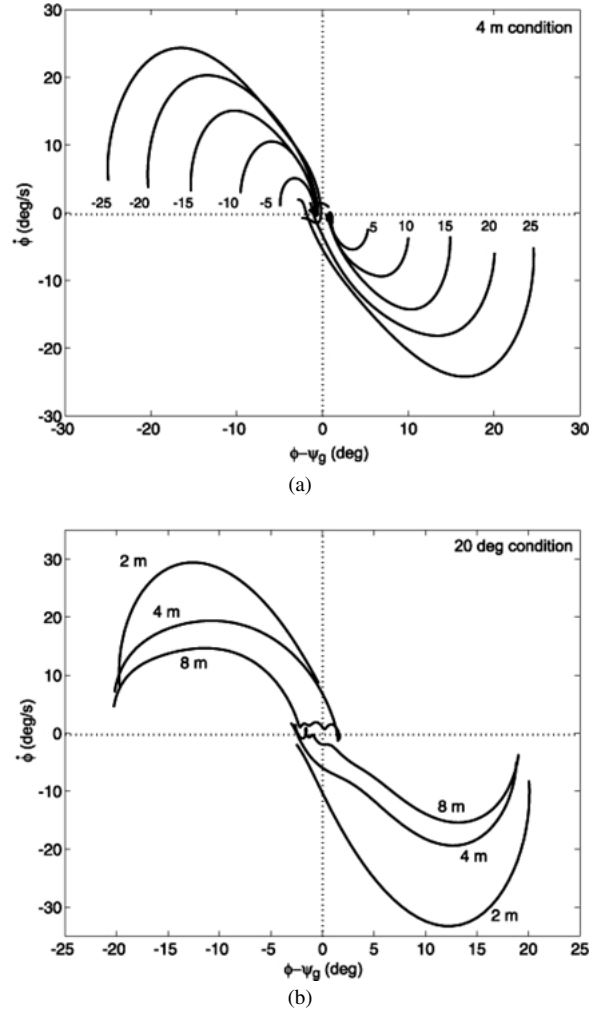 4 m condition
30
20
10
0
-10
-20
-30
-25 -20 -15 -10 -5
5 10 15 20 25
-30 -20 -10 0 10 20 30
ϕ̇ (deg/s)
ϕ-ψg (deg)
(a)
20 deg condition
30
20
10
0
-10
-20
-30
2 m
4 m
8 m
8 m
4 m
2 m
-25 -20 -15 -10 -5 0 5 10 15 20 25
ϕ̇ (deg/s)
ϕ-ψg (deg)
(b)